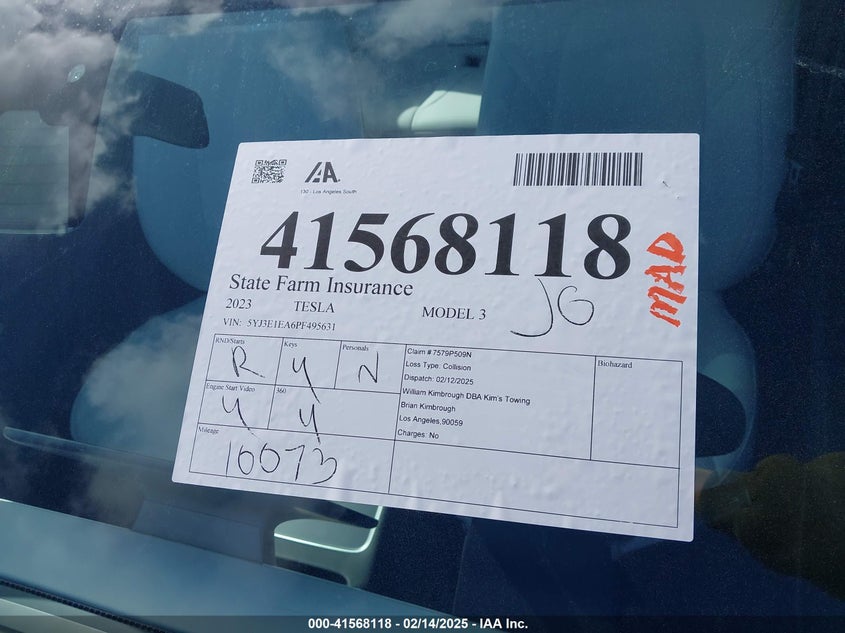 IAA.
130 - Los Angeles South
41568118
State Farm Insurance
2023 TESLA MODEL 3
JG
MAD
VIN: 5YJ3E1EA6PF495631
RND/Starts Keys Personals
R Y N
Engine Start Video 360
Y Y
Mileage
10073
Claim # 7579P509N
Loss Type: Collision
Dispatch: 02/12/2025
William Kimbrough DBA Kim's Towing
Brian Kimbrough
Los Angeles,90059
Charges: No
Biohazard
000-41568118 - 02/14/2025 - IAA Inc.